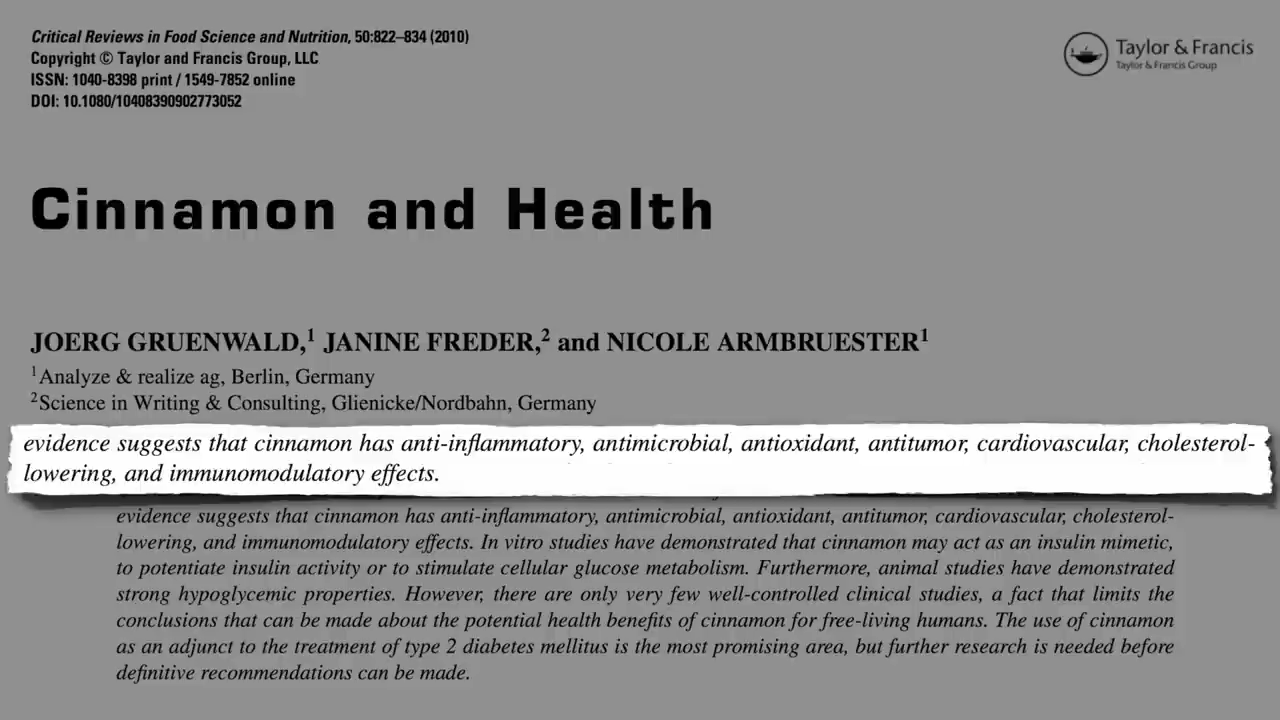 Critical Reviews in Food Science and Nutrition, 50:822–834 (2010)
Copyright © Taylor and Francis Group, LLC
ISSN: 1040-8398 print / 1549-7852 online
DOI: 10.1080/10408390902773052
Taylor & Francis
Taylor & Francis Group
Cinnamon and Health
JOERG GRUENWALD,¹ JANINE FREDER,² and NICOLE ARMBRUESTER¹
¹Analyze & realize ag, Berlin, Germany
²Science in Writing & Consulting, Glienicke/Nordbahn, Germany
evidence suggests that cinnamon has anti-inflammatory, antimicrobial, antioxidant, antitumor, cardiovascular, cholesterol-
lowering, and immunomodulatory effects.
evidence suggests that cinnamon has anti-inflammatory, antimicrobial, antioxidant, antitumor, cardiovascular, cholesterol-
lowering, and immunomodulatory effects. In vitro studies have demonstrated that cinnamon may act as an insulin mimetic,
to potentiate insulin activity or to stimulate cellular glucose metabolism. Furthermore, animal studies have demonstrated
strong hypoglycemic properties. However, there are only very few well-controlled clinical studies, a fact that limits the
conclusions that can be made about the potential health benefits of cinnamon for free-living humans. The use of cinnamon
as an adjunct to the treatment of type 2 diabetes mellitus is the most promising area, but further research is needed before
definitive recommendations can be made.